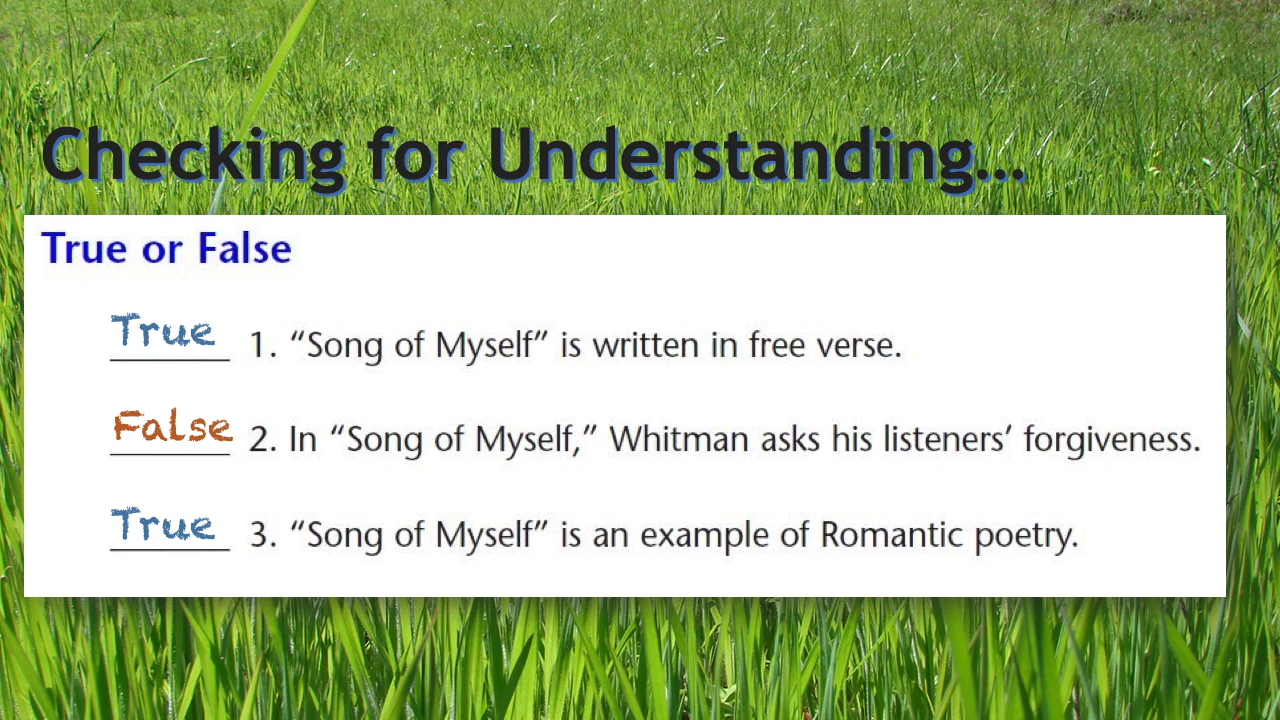 Checking for Understanding…
True or False
True 1. “Song of Myself” is written in free verse.
False 2. In “Song of Myself,” Whitman asks his listeners’ forgiveness.
True 3. “Song of Myself” is an example of Romantic poetry.